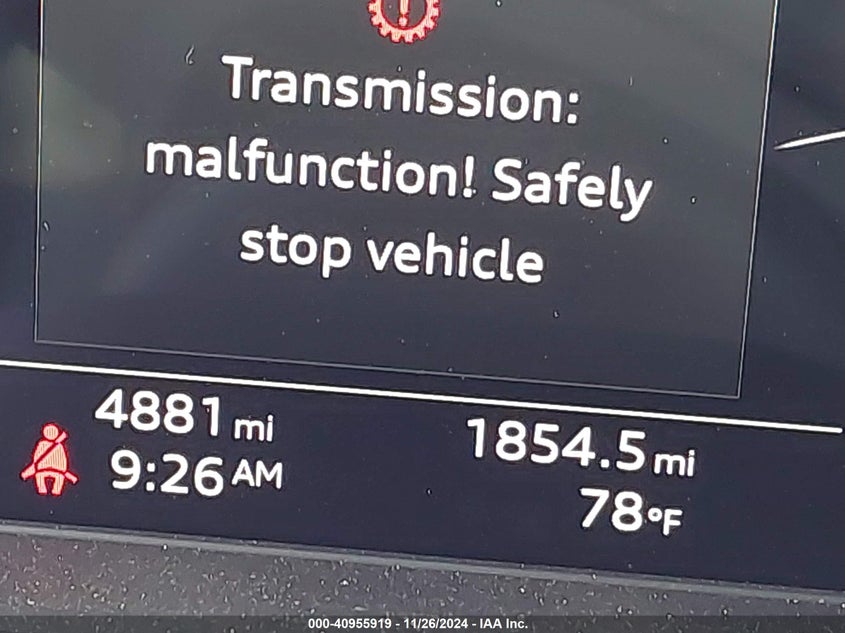 Transmission:
malfunction! Safely
stop vehicle
4881 mi
1854.5 mi
9:26 AM
78°F
000-40955919 - 11/26/2024 - IAA Inc.